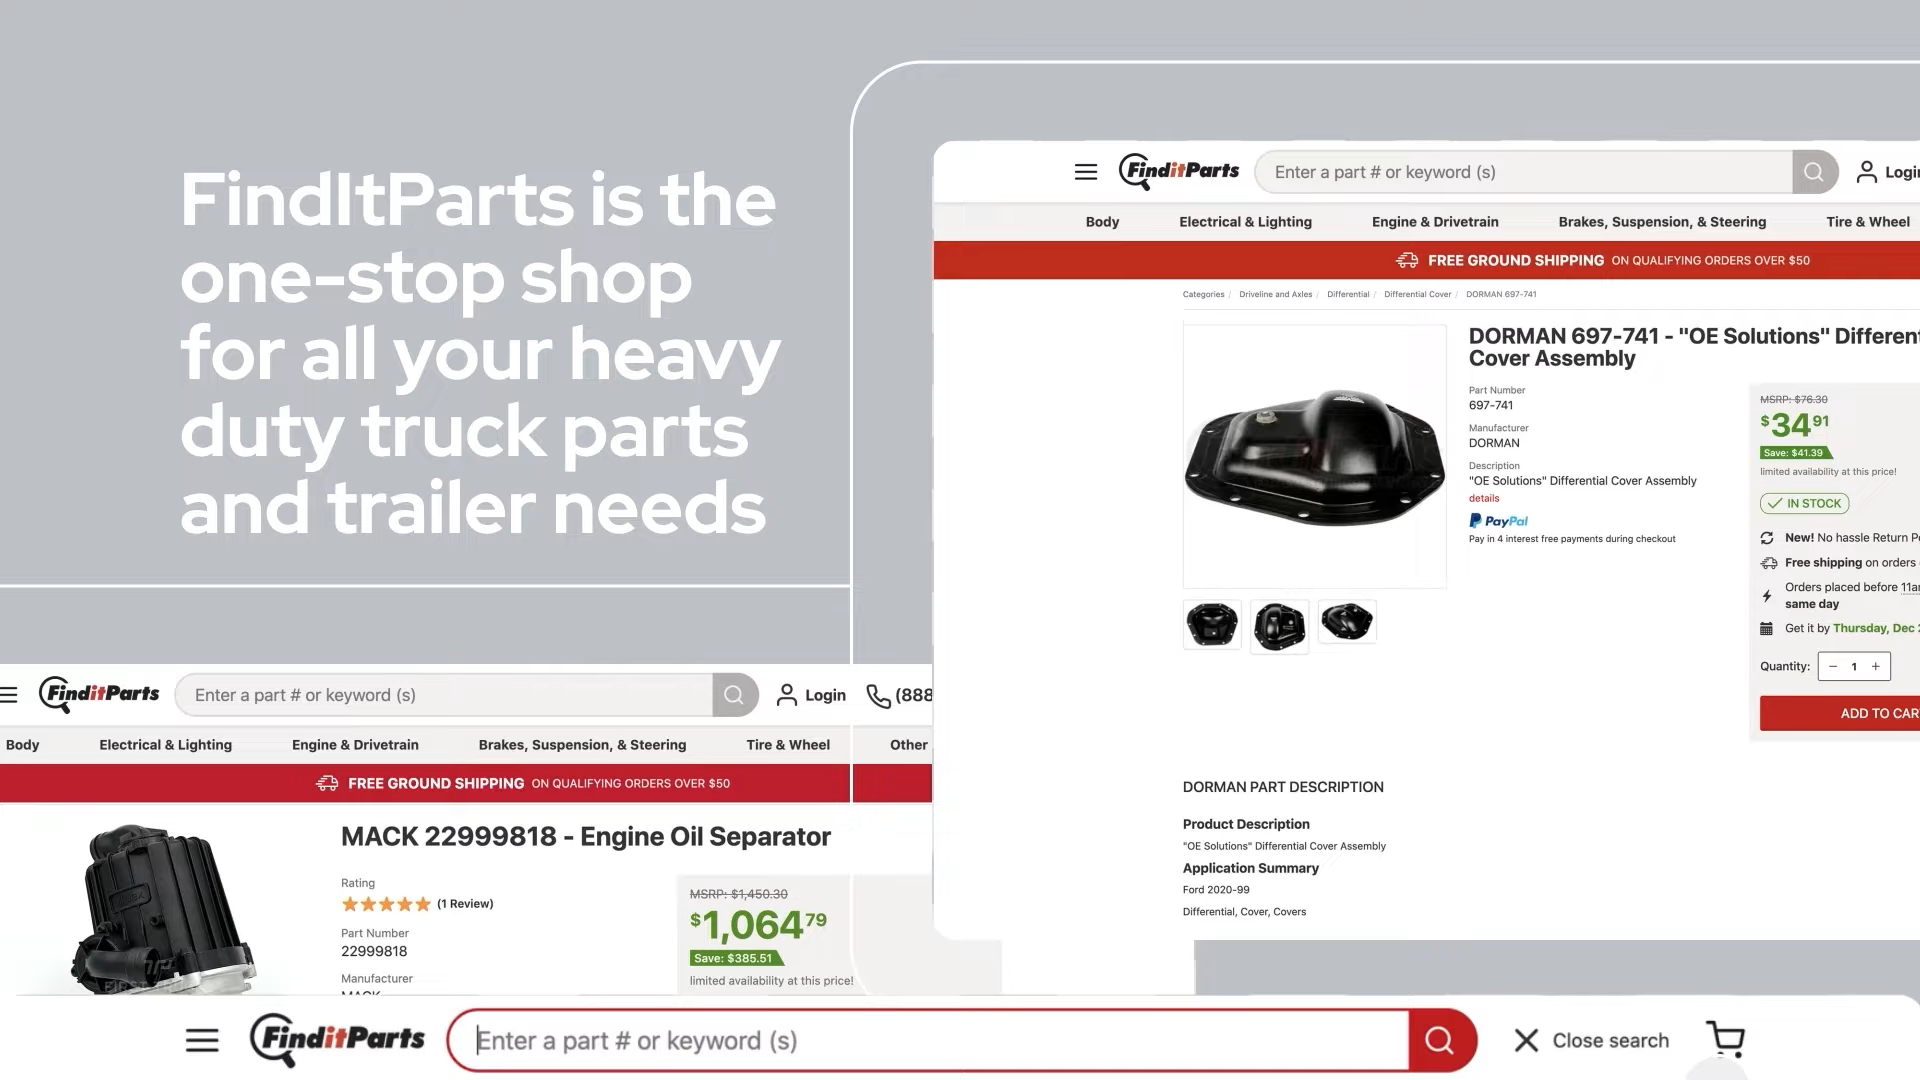 FindItParts is the
one-stop shop
for all your heavy
duty truck parts
and trailer needs
FinditParts
Enter a part # or keyword (s)
Body
Electrical & Lighting
Engine & Drivetrain
Brakes, Suspension, & Steering
Tire & Wheel
FREE GROUND SHIPPING ON QUALIFYING ORDERS OVER $50
Categories / Driveline and Axles / Differential / Differential Cover / DORMAN 697-741
DORMAN 697-741 - "OE Solutions"
Cover Assembly
Part Number
697-741
Manufacturer
DORMAN
Description
"OE Solutions" Differential Cover Assembly
details
PayPal
Pay in 4 interest free payments during checkout
MSRP: $76.30
$34 91
Save: $41.39
limited availability at this price!
IN STOCK
New! No hassle Return
Free shipping on orders
Orders placed before
same day
Get it by Thursday, Dec
Quantity: − 1 +
ADD TO
DORMAN PART DESCRIPTION
Product Description
"OE Solutions" Differential Cover Assembly
Application Summary
Ford 2020-99
Differential, Cover, Covers
FinditParts
Enter a part # or keyword (s)
Login
(888
Body
Electrical & Lighting
Engine & Drivetrain
Brakes, Suspension, & Steering
Tire & Wheel
Other
FREE GROUND SHIPPING ON QUALIFYING ORDERS OVER $50
MACK 22999818 - Engine Oil Separator
Rating
(1 Review)
Part Number
22999818
Manufacturer
MSRP: $1,450.30
$1,064 79
Save: $385.51
limited availability at this price!
FinditParts
Enter a part # or keyword (s)
Close search